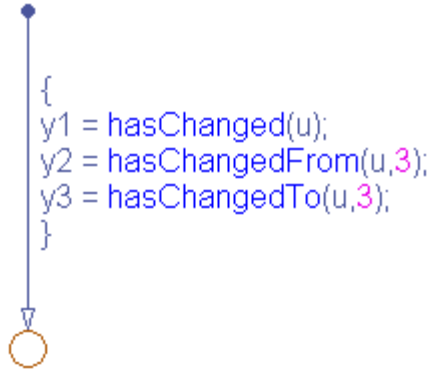 {
y1 = hasChanged(u);
y2 = hasChangedFrom(u,3);
y3 = hasChangedTo(u,3);
}